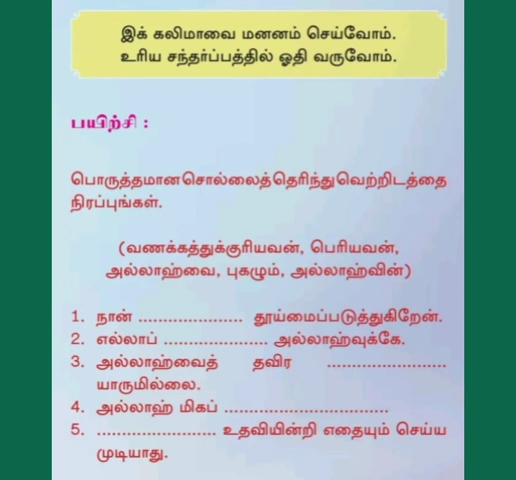 இக் கலிமாவை மனனம் செய்வோம்.
உரிய சந்தர்ப்பத்தில் ஓதி வருவோம்.
பயிற்சி :
பொருத்தமானசொல்லைத்தெரிந்துவெற்றிடத்தை
நிரப்புங்கள்.
(வணக்கத்துக்குரியவன், பெரியவன்,
அல்லாஹ்வை, புகழும், அல்லாஹ்வின்)
1. நான் ..................... தூய்மைப்படுத்துகிறேன்.
2. எல்லாப் ..................... அல்லாஹ்வுக்கே.
3. அல்லாஹ்வைத் தவிர ........................
யாருமில்லை.
4. அல்லாஹ் மிகப் .................................
5. ........................ உதவியின்றி எதையும் செய்ய
முடியாது.